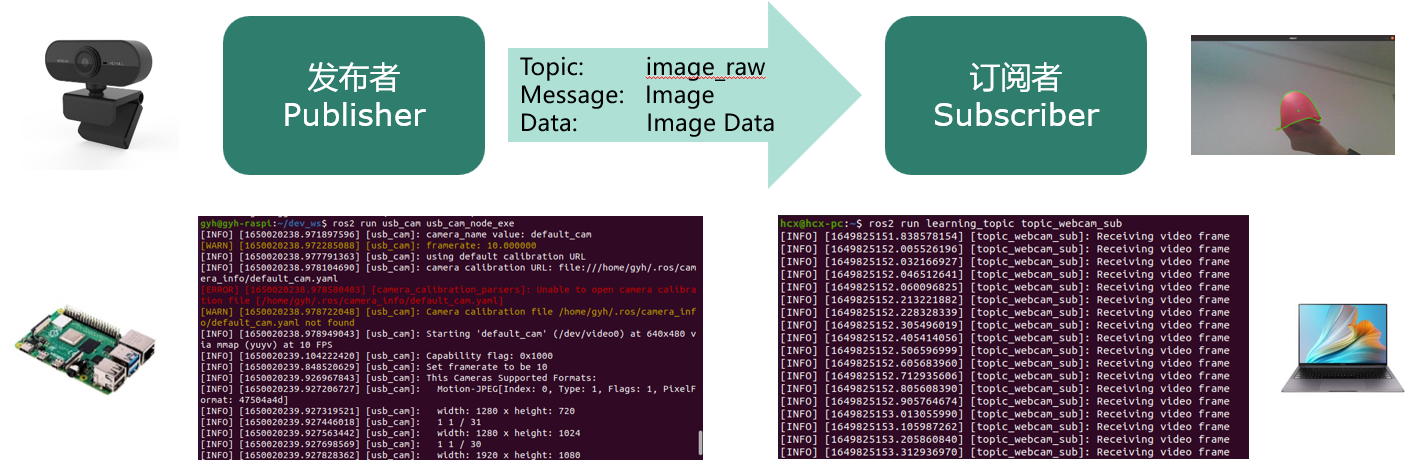 发布者
Publisher
Topic: image_raw
Message: Image
Data: Image Data
订阅者
Subscriber
gyh@gyh-raspi:~/dev_ws$ ros2 run usb_cam usb_cam_node_exe
[INFO] [1650020238.971897596] [usb_cam]: camera_name value: default_cam
[WARN] [1650020238.972285088] [usb_cam]: framerate: 10.000000
[INFO] [1650020238.977791363] [usb_cam]: using default calibration URL
[INFO] [1650020238.978104690] [usb_cam]: camera calibration URL: file:///home/gyh/.ros/cam
era_info/default_cam.yaml
[ERROR] [1650020238.978580403] [camera_calibration_parsers]: Unable to open camera calibra
tion file [/home/gyh/.ros/camera_info/default_cam.yaml]
[WARN] [1650020238.978722048] [usb_cam]: Camera calibration file /home/gyh/.ros/camera_inf
o/default_cam.yaml not found
[INFO] [1650020238.978949043] [usb_cam]: Starting 'default_cam' (/dev/video0) at 640x480 v
ia mmap (yuyv) at 10 FPS
[INFO] [1650020239.104222420] [usb_cam]: Capability flag: 0x1000
[INFO] [1650020239.848520629] [usb_cam]: Set framerate to be 10
[INFO] [1650020239.926967843] [usb_cam]: This Cameras Supported Formats:
[INFO] [1650020239.927206727] [usb_cam]: Motion-JPEG[Index: 0, Type: 1, Flags: 1, PixelF
ormat: 47504a4d]
[INFO] [1650020239.927319521] [usb_cam]: width: 1280 x height: 720
[INFO] [1650020239.927446018] [usb_cam]: 1 1 / 31
[INFO] [1650020239.927563442] [usb_cam]: width: 1280 x height: 1024
[INFO] [1650020239.927698569] [usb_cam]: 1 1 / 30
[INFO] [1650020239.927828362] [usb_cam]: width: 1920 x height: 1080
hcx@hcx-pc:~$ ros2 run learning_topic topic_webcam_sub
[INFO] [1649825151.838578154] [topic_webcam_sub]: Receiving video frame
[INFO] [1649825152.005526196] [topic_webcam_sub]: Receiving video frame
[INFO] [1649825152.032166927] [topic_webcam_sub]: Receiving video frame
[INFO] [1649825152.046512641] [topic_webcam_sub]: Receiving video frame
[INFO] [1649825152.060096825] [topic_webcam_sub]: Receiving video frame
[INFO] [1649825152.213221882] [topic_webcam_sub]: Receiving video frame
[INFO] [1649825152.228328339] [topic_webcam_sub]: Receiving video frame
[INFO] [1649825152.305496019] [topic_webcam_sub]: Receiving video frame
[INFO] [1649825152.405414056] [topic_webcam_sub]: Receiving video frame
[INFO] [1649825152.506596999] [topic_webcam_sub]: Receiving video frame
[INFO] [1649825152.605683960] [topic_webcam_sub]: Receiving video frame
[INFO] [1649825152.712935606] [topic_webcam_sub]: Receiving video frame
[INFO] [1649825152.805608390] [topic_webcam_sub]: Receiving video frame
[INFO] [1649825152.905764674] [topic_webcam_sub]: Receiving video frame
[INFO] [1649825153.013055990] [topic_webcam_sub]: Receiving video frame
[INFO] [1649825153.105987262] [topic_webcam_sub]: Receiving video frame
[INFO] [1649825153.205860840] [topic_webcam_sub]: Receiving video frame
[INFO] [1649825153.312936970] [topic_webcam_sub]: Receiving video frame